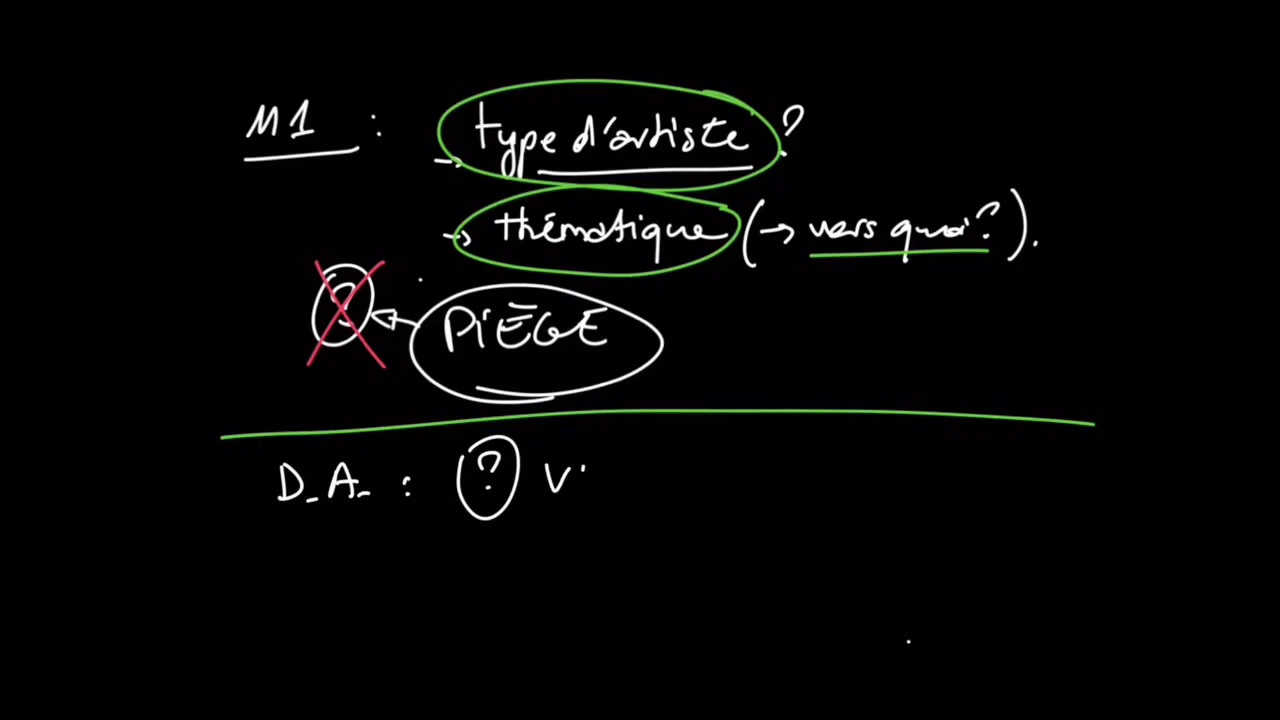 M1 : → type d'artiste ?
→ thématique (→ vers quoi ?).
? ← PIÈGE
D.A. : ? V